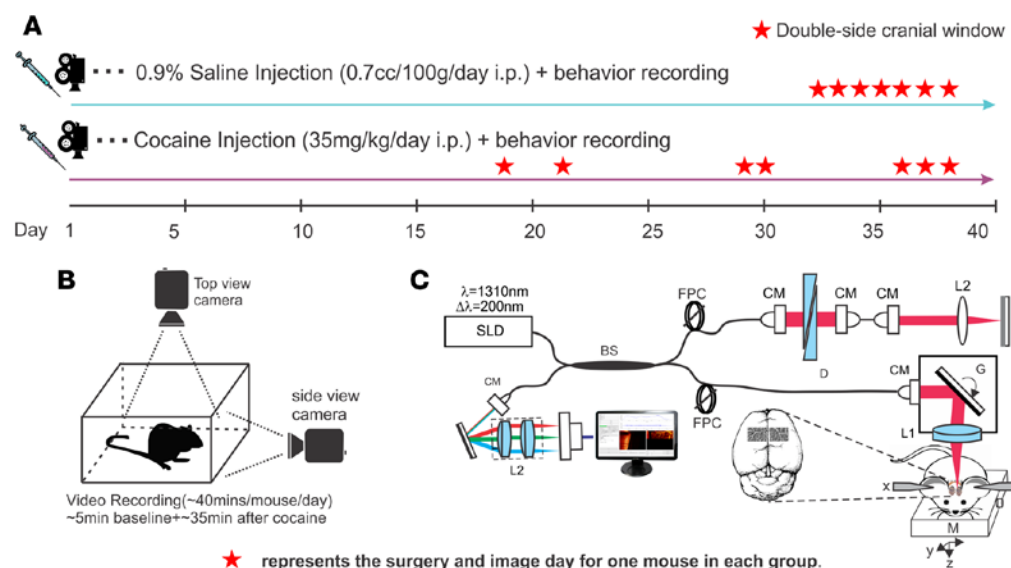 A
★ Double-side cranial window
0.9% Saline Injection (0.7cc/100g/day i.p.) + behavior recording
Cocaine Injection (35mg/kg/day i.p.) + behavior recording
Day 1 5 10 15 20 25 30 35 40
B
Top view
camera
side view
camera
Video Recording(~40mins/mouse/day)
~5min baseline+~35min after cocaine
C
λ=1310nm
Δλ=200nm
SLD
BS
FPC
CM
CM
CM
L2
D
FPC
CM
G
L1
CM
L2
x
M
y
z
★ represents the surgery and image day for one mouse in each group.